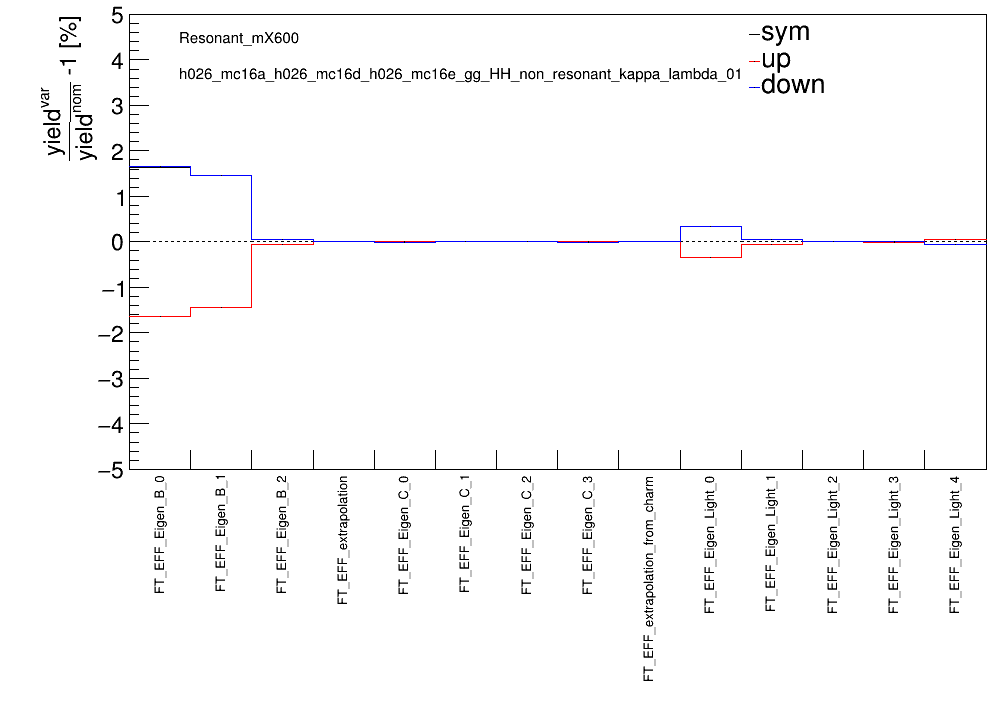 yield^var / yield^nom -1 [%]
Resonant_mX600
h026_mc16a_h026_mc16d_h026_mc16e_gg_HH_non_resonant_kappa_lambda_01
sym
up
down
5
4
3
2
1
0
−1
−2
−3
−4
−5
FT_EFF_Eigen_B_0
FT_EFF_Eigen_B_1
FT_EFF_Eigen_B_2
FT_EFF_extrapolation
FT_EFF_Eigen_C_0
FT_EFF_Eigen_C_1
FT_EFF_Eigen_C_2
FT_EFF_Eigen_C_3
FT_EFF_extrapolation_from_charm
FT_EFF_Eigen_Light_0
FT_EFF_Eigen_Light_1
FT_EFF_Eigen_Light_2
FT_EFF_Eigen_Light_3
FT_EFF_Eigen_Light_4